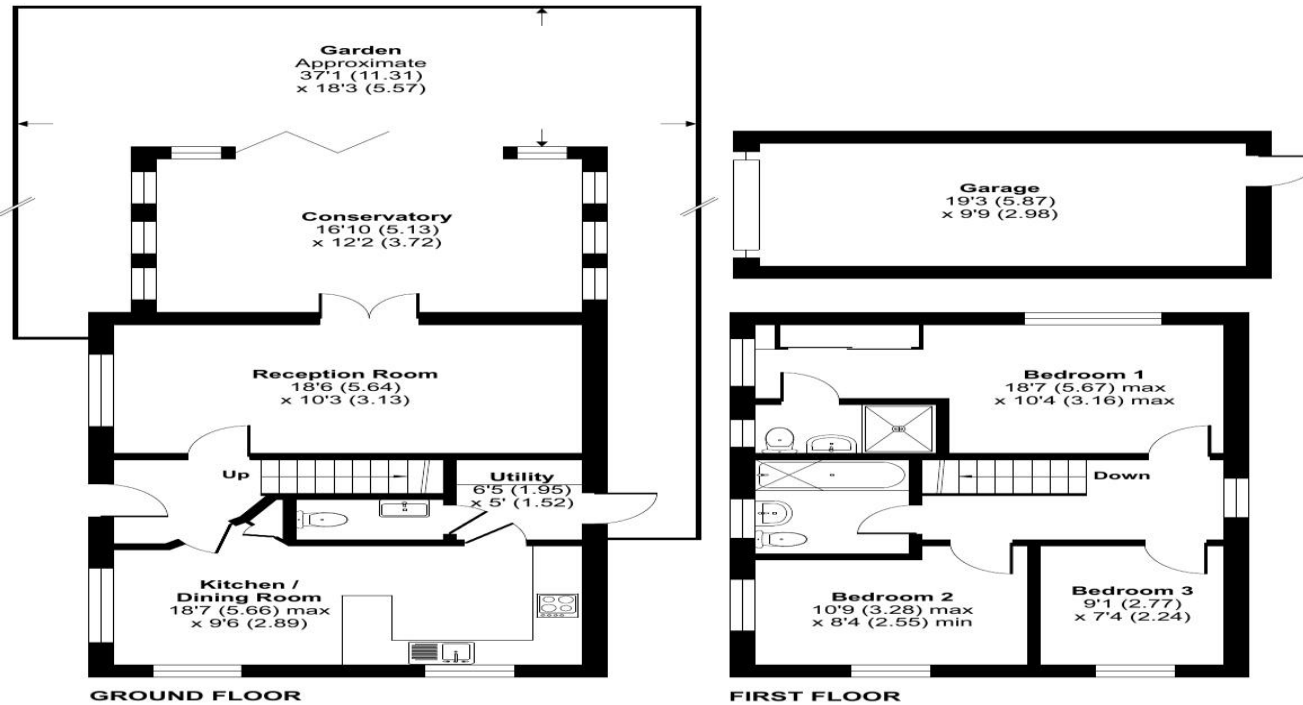 Garden
Approximate
37'1 (11.31)
x 18'3 (5.57)
Conservatory
16'10 (5.13)
x 12'2 (3.72)
Reception Room
18'6 (5.64)
x 10'3 (3.13)
Up
Utility
6'5 (1.95)
x 5' (1.52)
Kitchen /
Dining Room
18'7 (5.66) max
x 9'6 (2.89)
GROUND FLOOR
Garage
19'3 (5.87)
x 9'9 (2.98)
Bedroom 1
18'7 (5.67) max
x 10'4 (3.16) max
Down
Bedroom 2
10'9 (3.28) max
x 8'4 (2.55) min
Bedroom 3
9'1 (2.77)
x 7'4 (2.24)
FIRST FLOOR